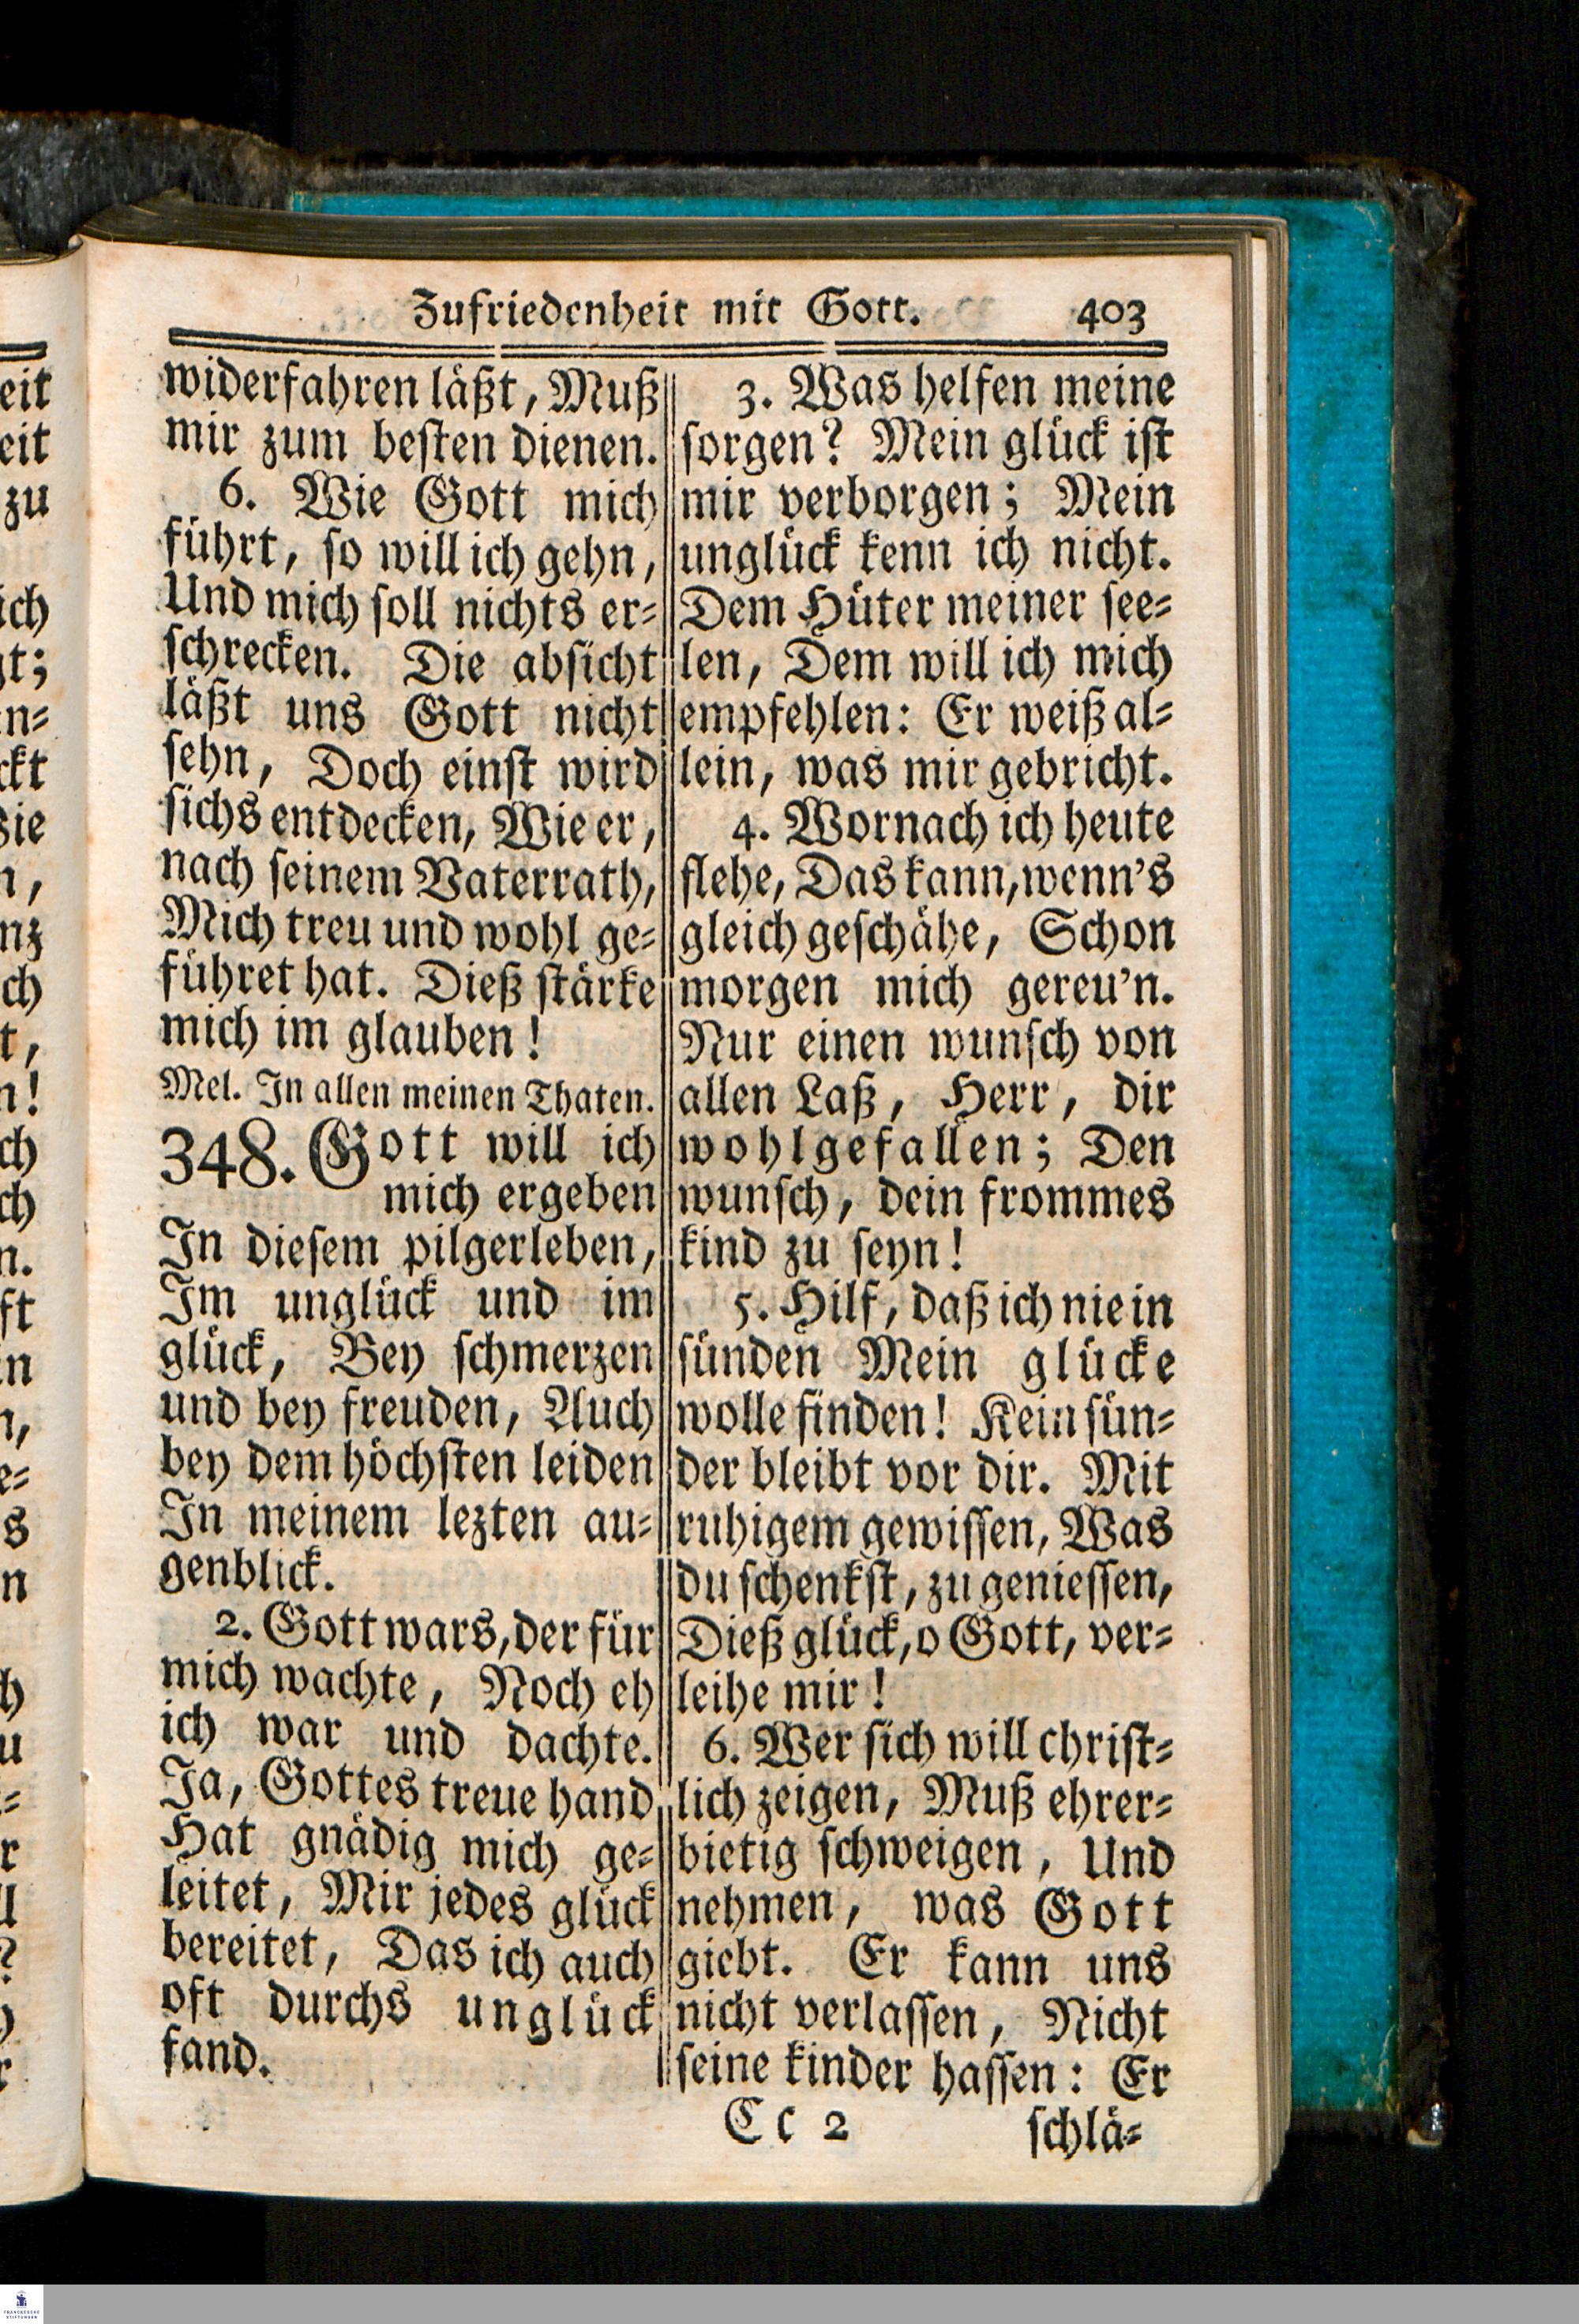 Zufriedenheit mit Gott. 403
widerfahren läßt, Muß
mir zum besten dienen.
6. Wie Gott mich
führt, so will ich gehn,
Und mich soll nichts er-
schrecken. Die absicht
läßt uns Gott nicht
sehn, Doch einst wird
sichs entdecken, Wie er,
nach seinem Vaterrath,
Mich treu und wohl ge-
führet hat. Dieß stärke
mich im glauben!
Mel. In allen meinen Thaten.
348. Gott will ich
mich ergeben
In diesem pilgerleben,
Im unglück und im
glück, Bey schmerzen
und bey freuden, Auch
bey dem höchsten leiden
In meinem lezten au-
genblick.
2. Gott wars, der für
mich wachte, Noch eh
ich war und dachte.
Ja, Gottes treue hand
Hat gnädig mich ge-
leitet, Mir jedes glück
bereitet, Das ich auch
oft durchs unglück
fand.
3. Was helfen meine
sorgen? Mein glück ist
mir verborgen; Mein
unglück kenn ich nicht.
Dem Hüter meiner see-
len, Dem will ich mich
empfehlen: Er weiß al-
lein, was mir gebricht.
4. Wornach ich heute
flehe, Das kann, wenn's
gleich geschähe, Schon
morgen mich gereu'n.
Nur einen wunsch von
allen Laß, Herr, dir
wohlgefallen; Den
wunsch, dein frommes
kind zu seyn!
5. Hilf, daß ich nie in
sünden Mein glücke
wolle finden! Kein sün-
der bleibt vor dir. Mit
ruhigem gewissen, Was
du schenkst, zu geniessen,
Dieß glück, o Gott, ver-
leihe mir!
6. Wer sich will christ-
lich zeigen, Muß ehrer-
bietig schweigen, Und
nehmen, was Gott
giebt. Er kann uns
nicht verlassen, Nicht
seine kinder hassen: Er
Cc 2 schlä-